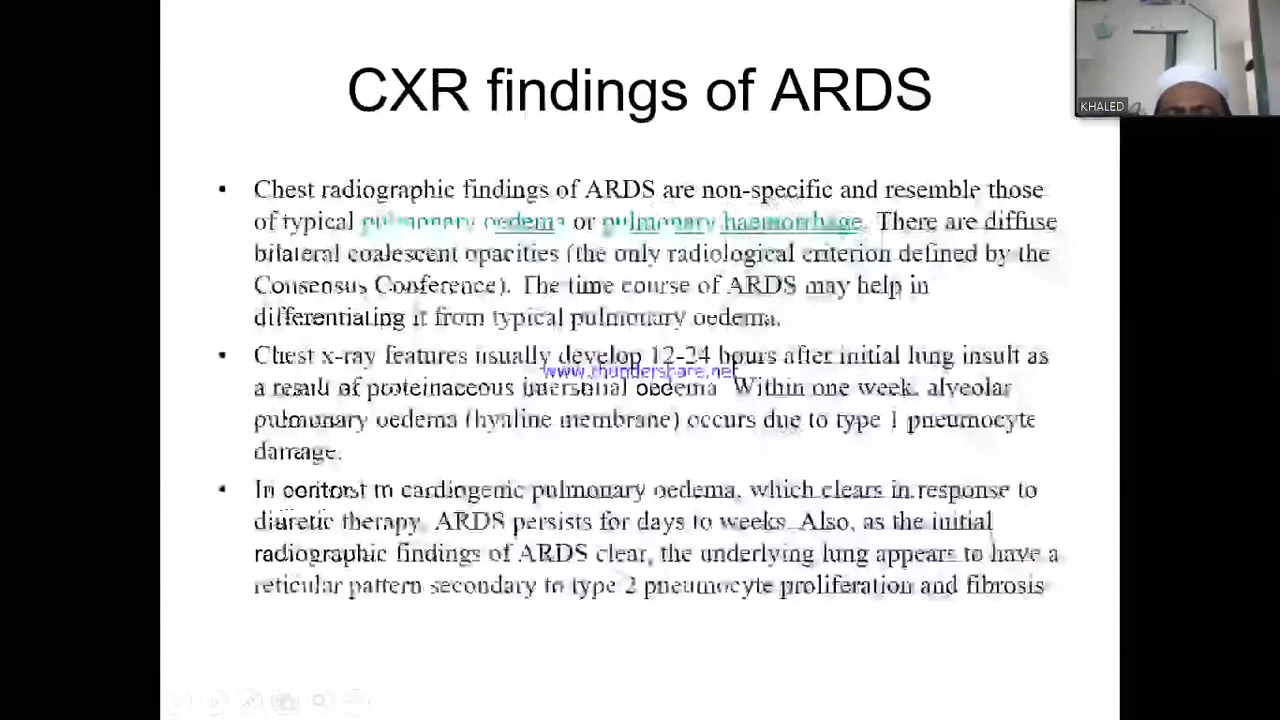 CXR findings of ARDS
KHALED
• Chest radiographic findings of ARDS are non-specific and resemble those
of typical pulmonary oedema or pulmonary haemorrhage. There are diffuse
bilateral coalescent opacities (the only radiological criterion defined by the
Consensus Conference). The time course of ARDS may help in
differentiating it from typical pulmonary oedema.
• Chest x-ray features usually develop 12-24 hours after initial lung insult as
www.thundershare.net
a result of proteinaceous interstitial oedema. Within one week, alveolar
pulmonary oedema (hyaline membrane) occurs due to type 1 pneumocyte
damage.
• In contrast to cardiogenic pulmonary oedema, which clears in response to
diuretic therapy, ARDS persists for days to weeks. Also, as the initial
radiographic findings of ARDS clear, the underlying lung appears to have a
reticular pattern secondary to type 2 pneumocyte proliferation and fibrosis